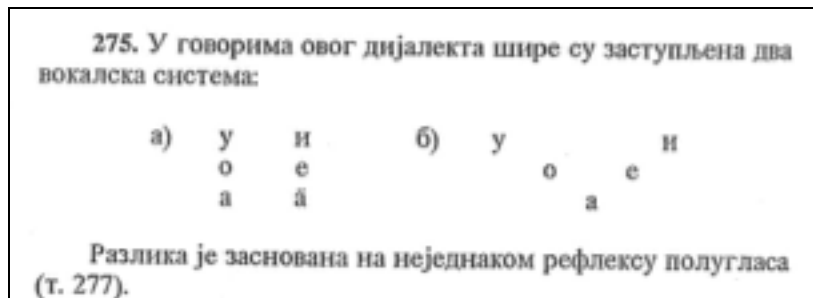 275. У говорима овог дијалекта шире су заступљена два
вокалска система:
а) у и б) у и
о е о е
а ӓ а
Разлика је заснована на неједнаком рефлексу полугласа
(т. 277).